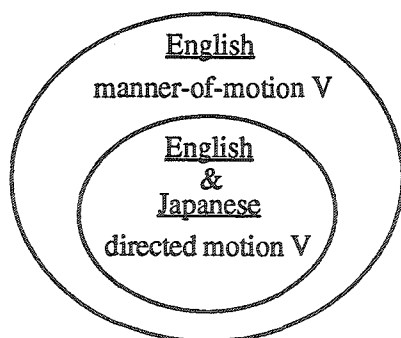 English
manner-of-motion V
English
&
Japanese
directed motion V